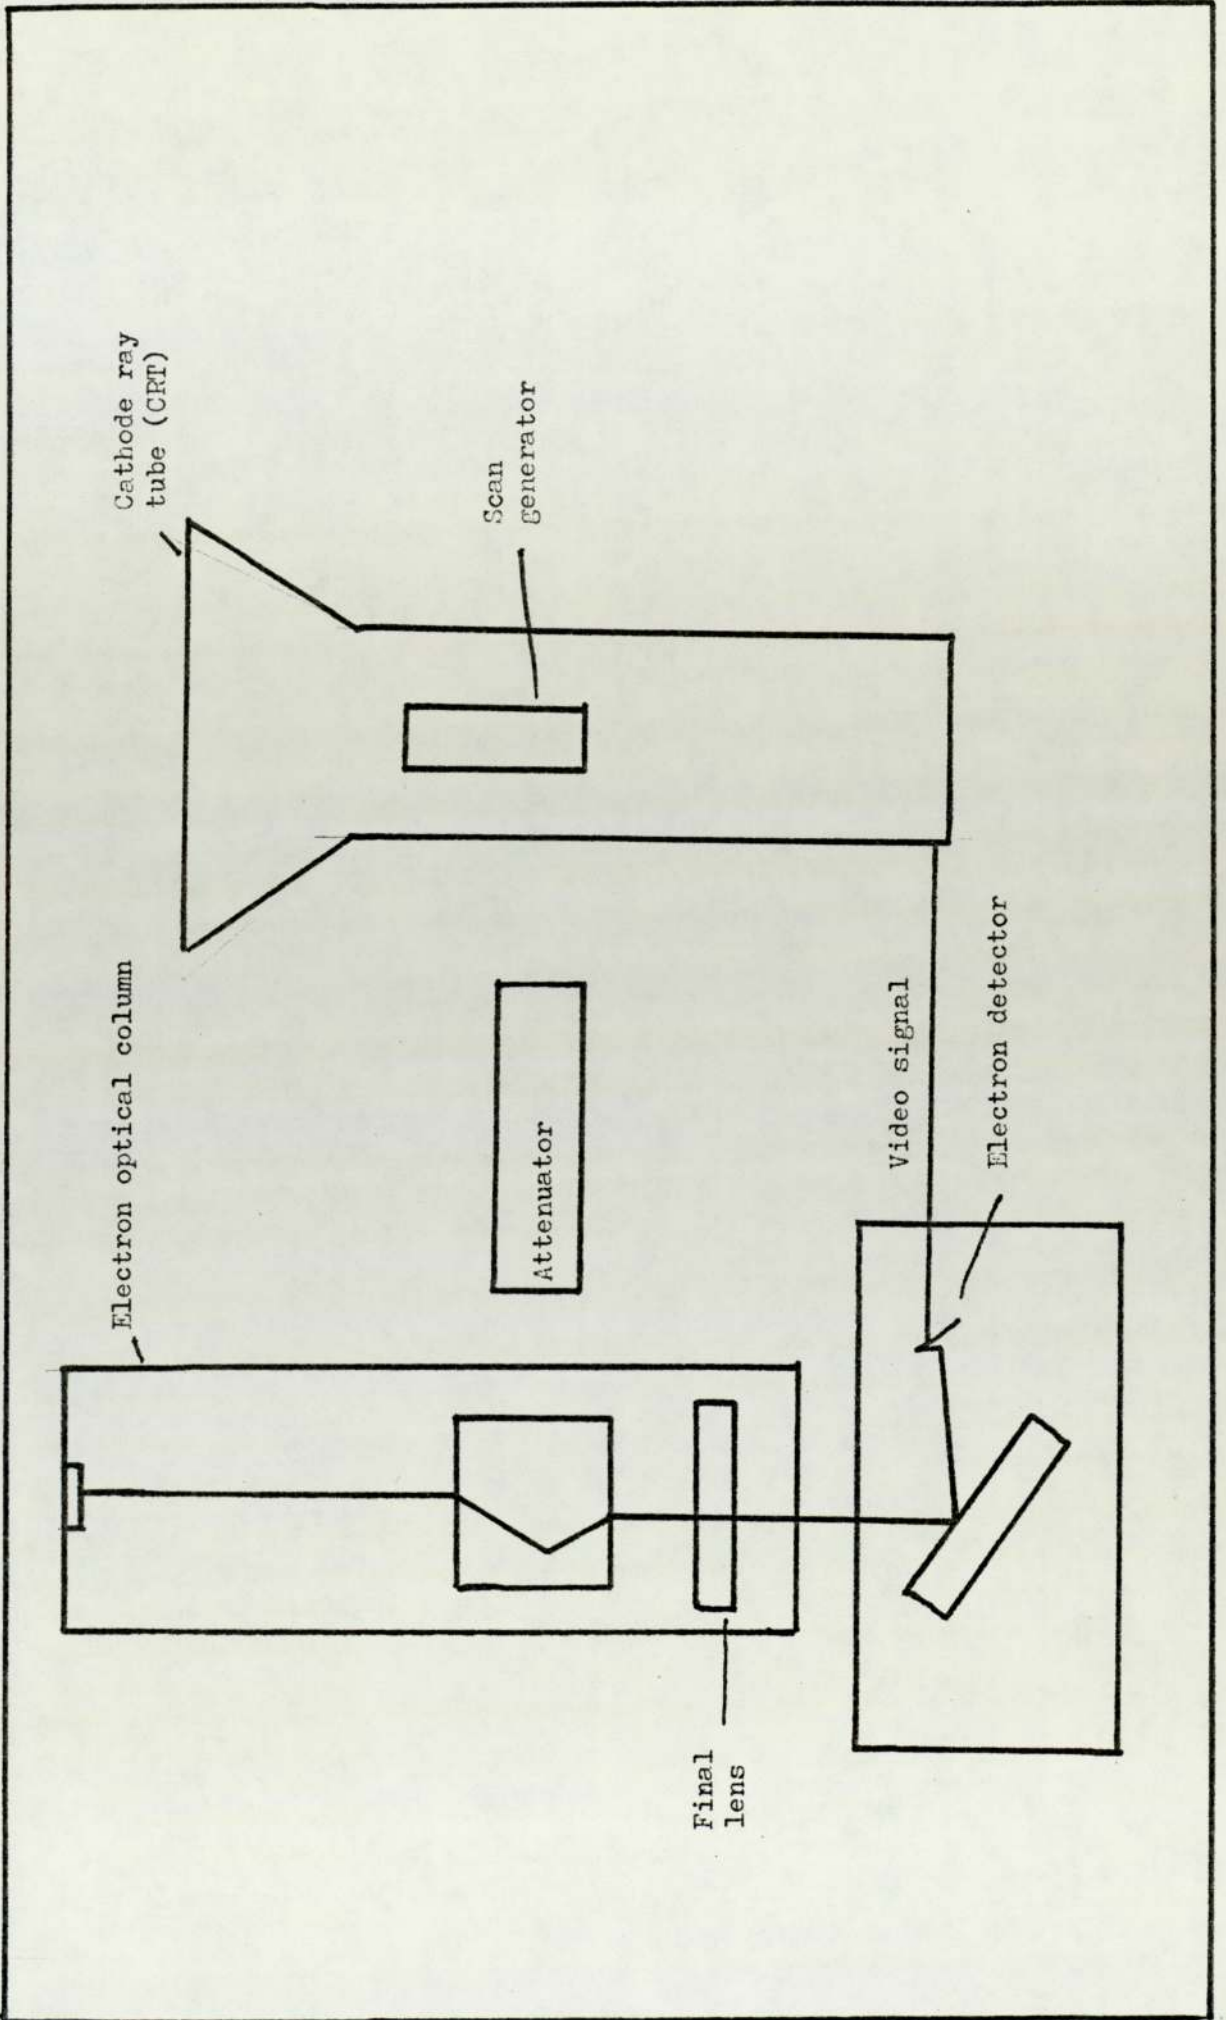 Electron optical column
Cathode ray
tube (CRT)
Attenuator
Scan
generator
Final
lens
Video signal
Electron detector